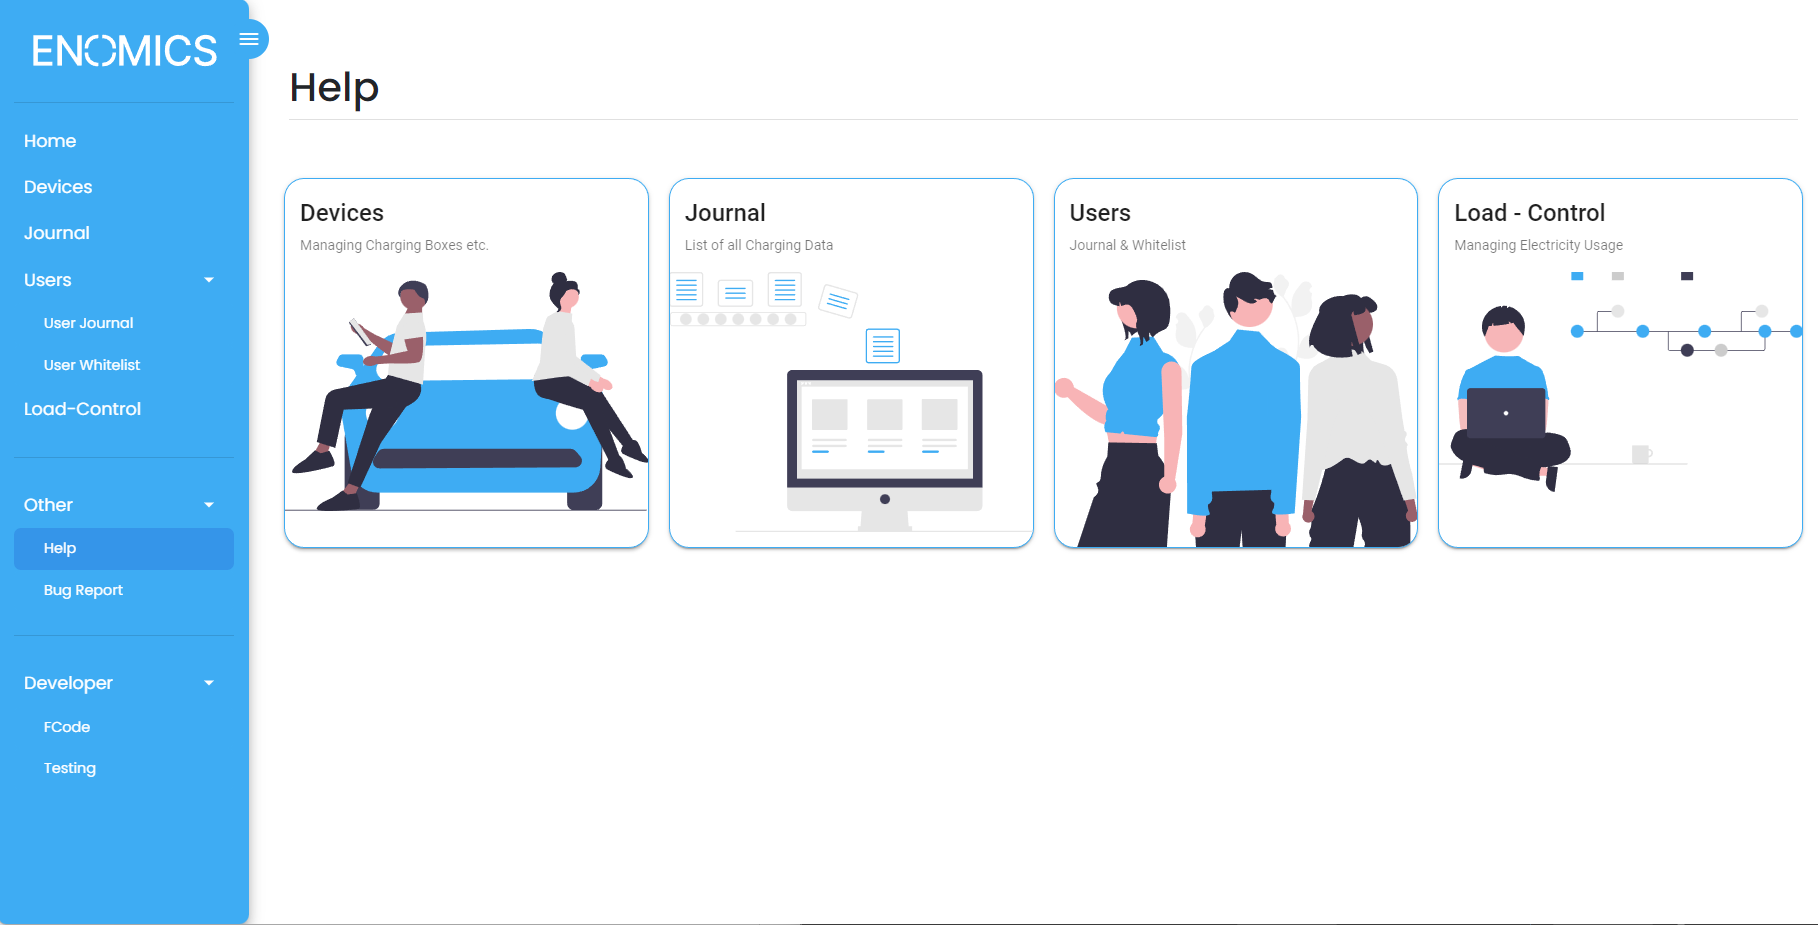 ENOMICS
Home
Devices
Journal
Users
User Journal
User Whitelist
Load-Control
Other
Help
Bug Report
Developer
FCode
Testing
Help
Devices
Managing Charging Boxes etc.
Journal
List of all Charging Data
Users
Journal & Whitelist
Load - Control
Managing Electricity Usage